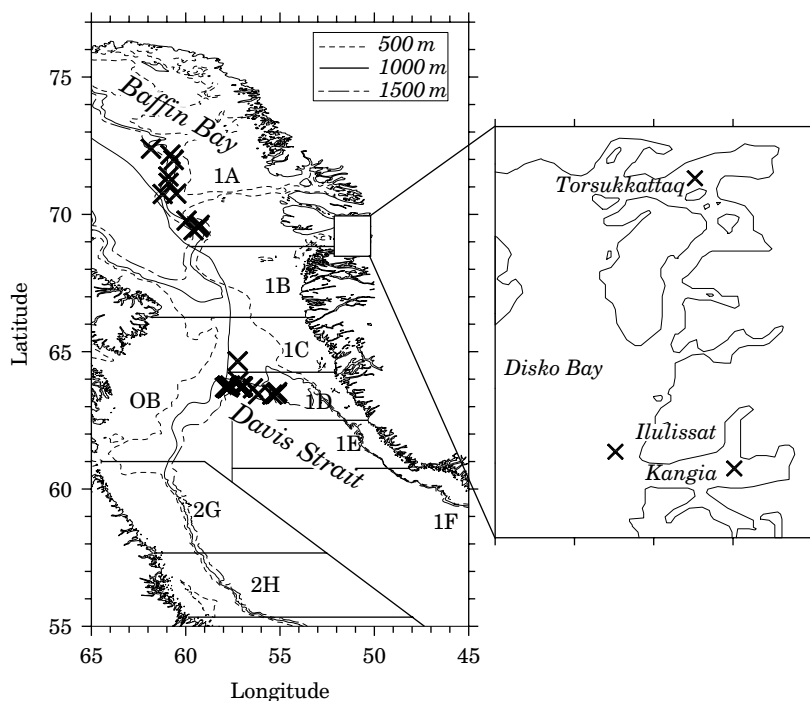 500 m
1000 m
1500 m
75
70
65
60
55
Latitude
Baffin Bay
1A
1B
1C
1D
1E
1F
OB
Davis Strait
2G
2H
65
60
55
50
45
Longitude
Torsukkattaq
Disko Bay
Ilulissat
Kangia